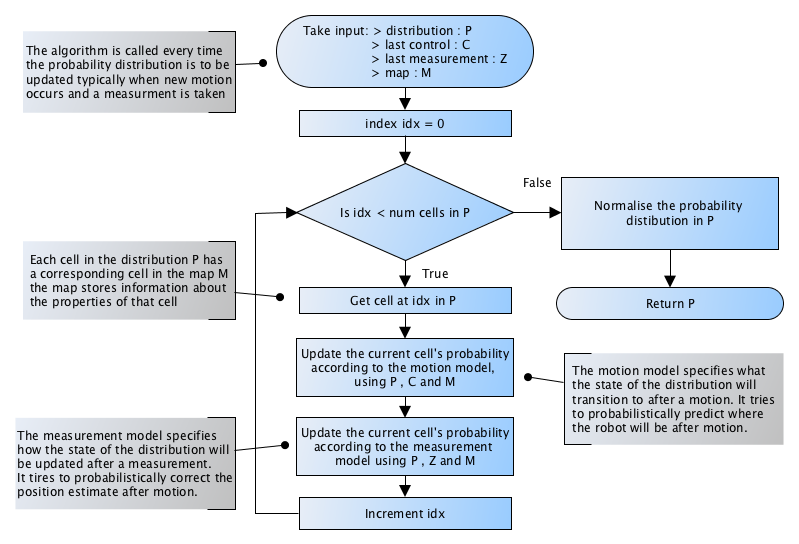 Take input: > distribution : P
> last control : C
> last measurement : Z
> map : M
The algorithm is called every time
the probability distribution is to be
updated typically when new motion
occurs and a measurment is taken
index idx = 0
Is idx < num cells in P
False
Normalise the probability
distibution in P
Return P
True
Each cell in the distribution P has
a corresponding cell in the map M
the map stores information about
the properties of that cell
Get cell at idx in P
Update the current cell's probability
according to the motion model,
using P , C and M
The motion model specifies what
the state of the distribution will
transition to after a motion. It tries
to probabilistically predict where
the robot will be after motion.
The measurement model specifies
how the state of the distribution will
be updated after a measurement.
It tires to probabilistically correct the
position estimate after motion.
Update the current cell's probability
according to the measurement
model using P , Z and M
Increment idx